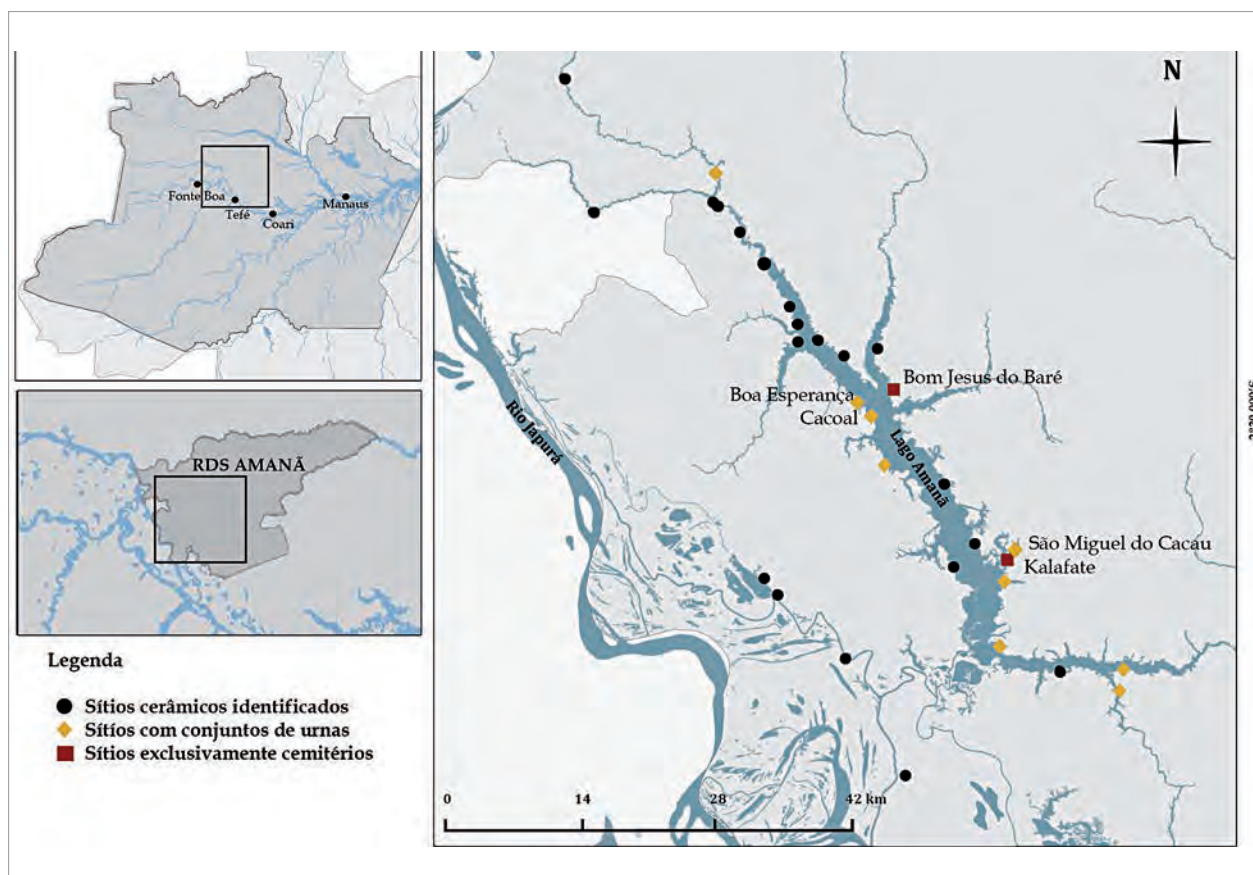 Fonte Boa
Tefé
Coari
Manaus
RDS AMANÃ
Legenda
Sítios cerâmicos identificados
Sítios com conjuntos de urnas
Sítios exclusivamente cemitérios
N
Bom Jesus do Baré
Boa Esperança
Cacoal
Rio Japurá
Lago Amanã
São Miguel do Cacau
Kalafate
0 14 28 42 km